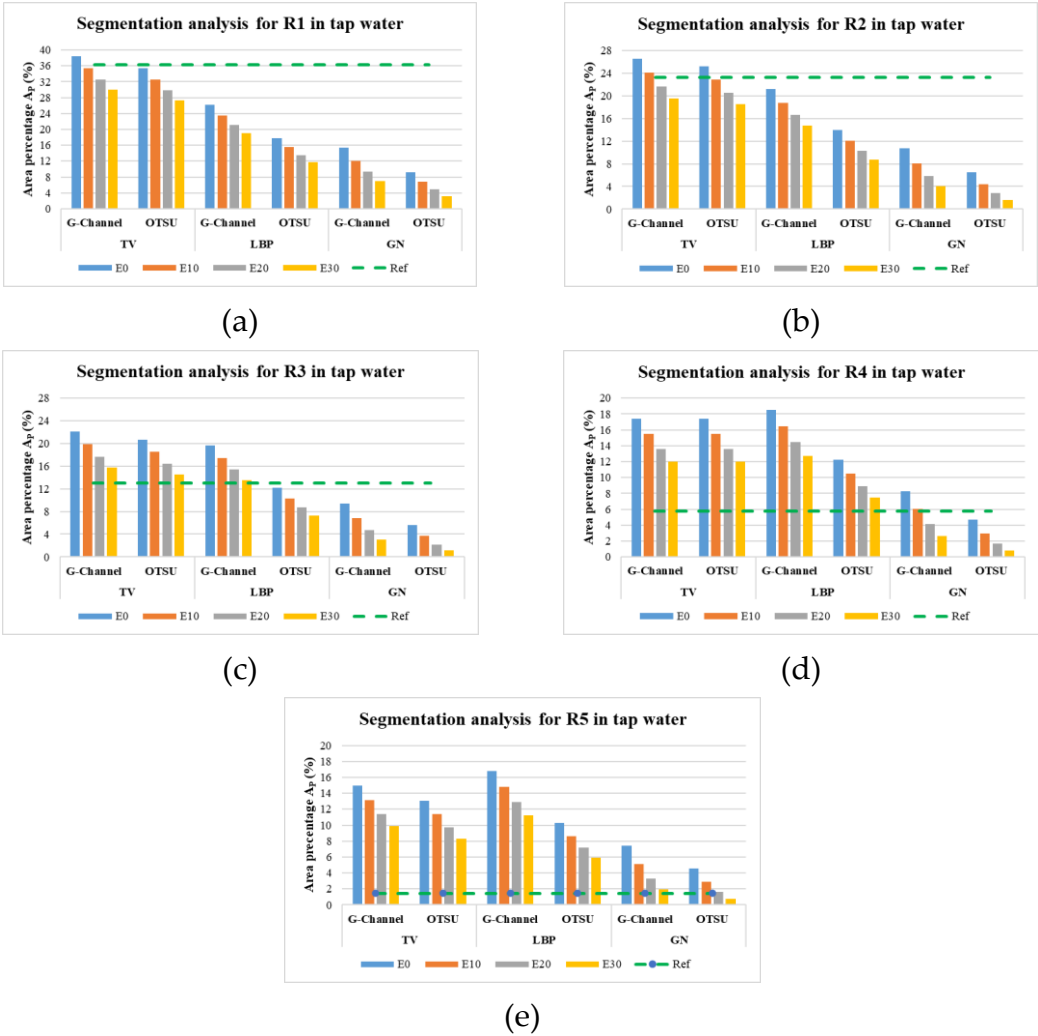 Segmentation analysis for R1 in tap water
Area percentage AP (%)
40
36
32
28
24
20
16
12
8
4
0
G-Channel OTSU G-Channel OTSU G-Channel OTSU
TV LBP GN
E0 E10 E20 E30 Ref
(a)
Segmentation analysis for R2 in tap water
Area percentage AP (%)
28
24
20
16
12
8
4
0
G-Channel OTSU G-Channel OTSU G-Channel OTSU
TV LBP GN
E0 E10 E20 E30 Ref
(b)
Segmentation analysis for R3 in tap water
Area percentage AP (%)
28
24
20
16
12
8
4
0
G-Channel OTSU G-Channel OTSU G-Channel OTSU
TV LBP GN
E0 E10 E20 E30 Ref
(c)
Segmentation analysis for R4 in tap water
Area percentage AP (%)
20
18
16
14
12
10
8
6
4
2
0
G-Channel OTSU G-Channel OTSU G-Channel OTSU
TV LBP GN
E0 E10 E20 E30 Ref
(d)
Segmentation analysis for R5 in tap water
Area precentage AP (%)
20
18
16
14
12
10
8
6
4
2
0
G-Channel OTSU G-Channel OTSU G-Channel OTSU
TV LBP GN
E0 E10 E20 E30 Ref
(e)